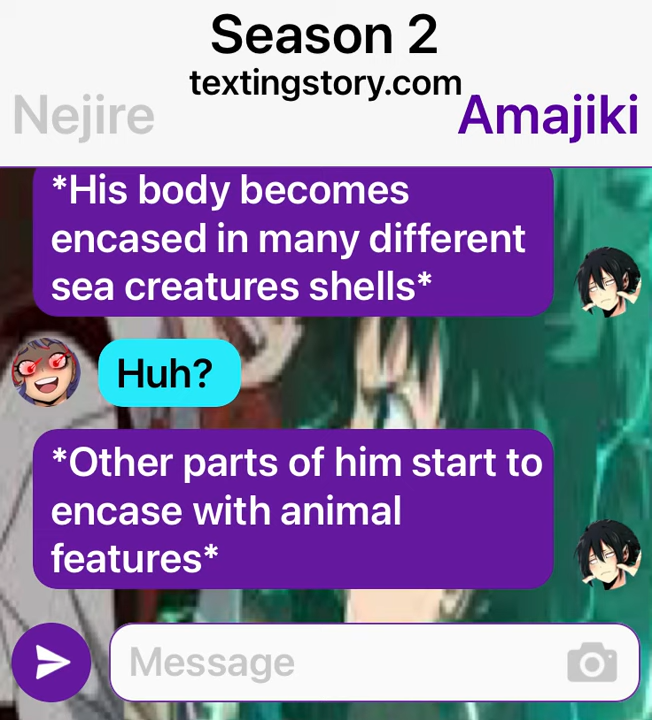 Season 2
textingstory.com
Nejire
Amajiki
*His body becomes
encased in many different
sea creatures shells*
Huh?
*Other parts of him start to
encase with animal
features*
Message